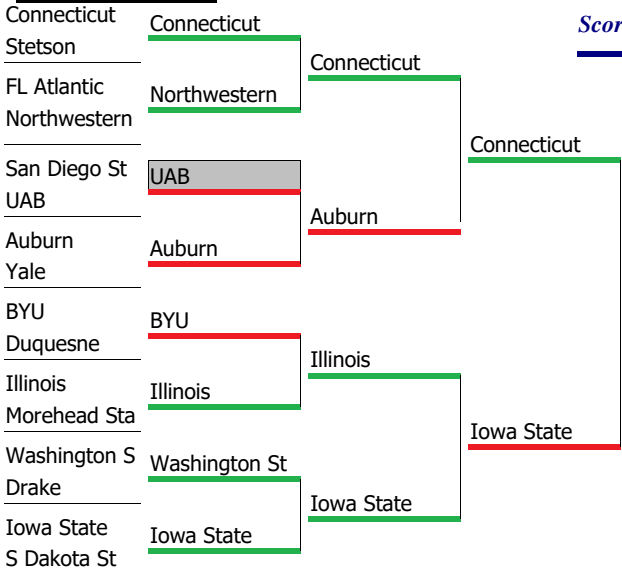 Connecticut
Stetson
FL Atlantic
Northwestern
San Diego St
UAB
Auburn
Yale
BYU
Duquesne
Illinois
Morehead Sta
Washington S
Drake
Iowa State
S Dakota St
Connecticut
Northwestern
UAB
Auburn
BYU
Illinois
Washington St
Iowa State
Connecticut
Auburn
Illinois
Iowa State
Connecticut
Iowa State
Scor